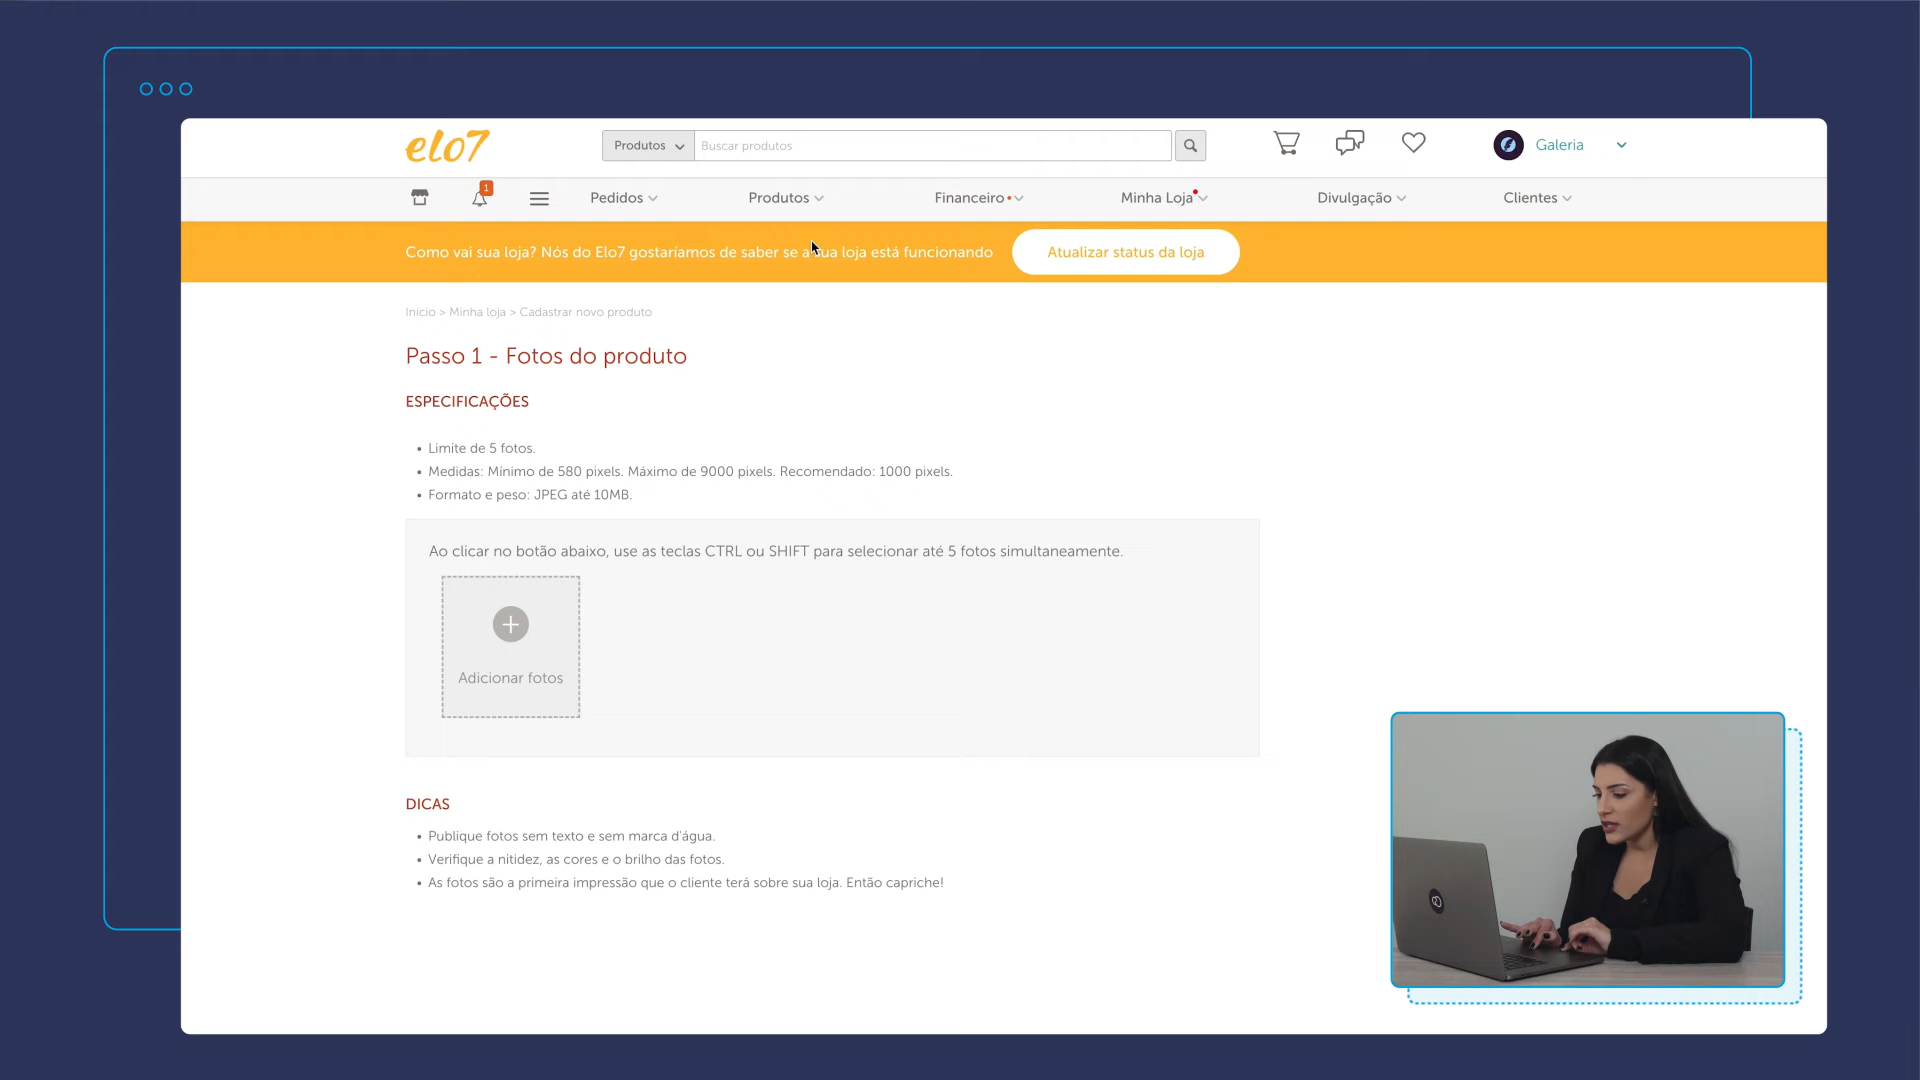 elo7
Produtos
Buscar produtos
Galeria
1
Pedidos
Produtos
Financeiro
Minha Loja
Divulgação
Clientes
Como vai sua loja? Nós do Elo7 gostaríamos de saber se a sua loja está funcionando
Atualizar status da loja
Início > Minha loja > Cadastrar novo produto
Passo 1 - Fotos do produto
ESPECIFICAÇÕES
• Limite de 5 fotos.
• Medidas: Mínimo de 580 pixels. Máximo de 9000 pixels. Recomendado: 1000 pixels.
• Formato e peso: JPEG até 10MB.
Ao clicar no botão abaixo, use as teclas CTRL ou SHIFT para selecionar até 5 fotos simultaneamente.
Adicionar fotos
DICAS
• Publique fotos sem texto e sem marca d'água.
• Verifique a nitidez, as cores e o brilho das fotos.
• As fotos são a primeira impressão que o cliente terá sobre sua loja. Então capriche!